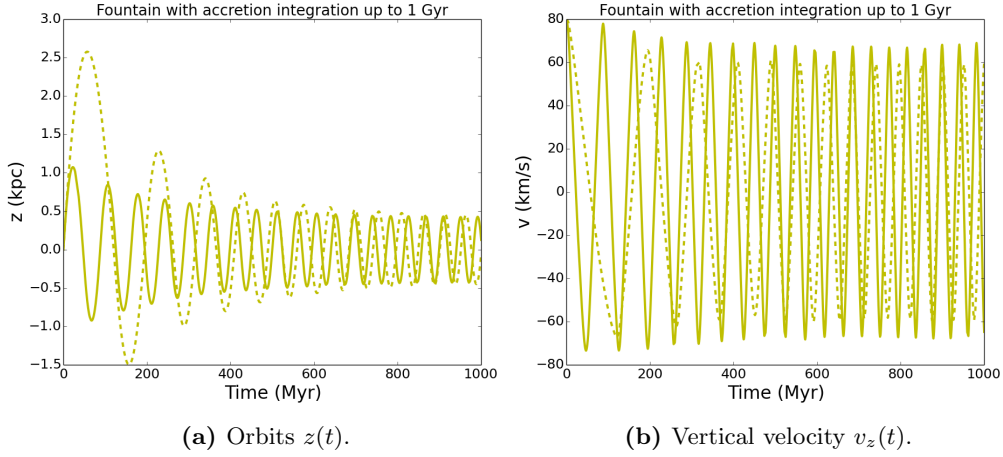 Fountain with accretion integration up to 1 Gyr
3.0
2.5
2.0
1.5
1.0
0.5
0.0
−0.5
−1.0
−1.5
z (kpc)
0 200 400 600 800 1000
Time (Myr)
(a) Orbits z(t).
Fountain with accretion integration up to 1 Gyr
80
60
40
20
0
−20
−40
−60
−80
v (km/s)
0 200 400 600 800 1000
Time (Myr)
(b) Vertical velocity v_z(t).